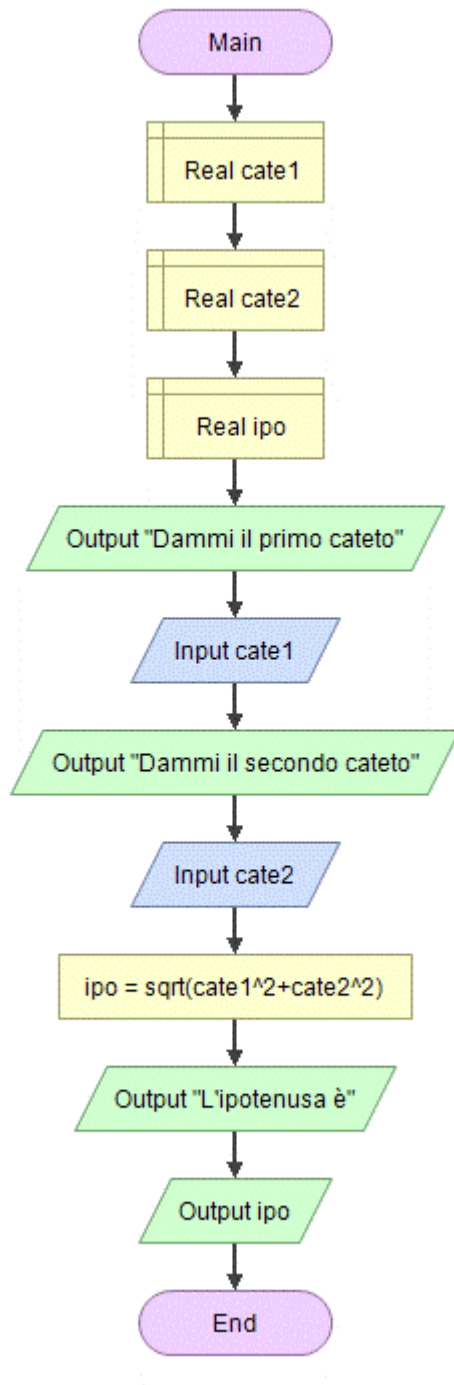 Main
Real cate1
Real cate2
Real ipo
Output "Dammi il primo cateto"
Input cate1
Output "Dammi il secondo cateto"
Input cate2
ipo = sqrt(cate1^2+cate2^2)
Output "L'ipotenusa è"
Output ipo
End